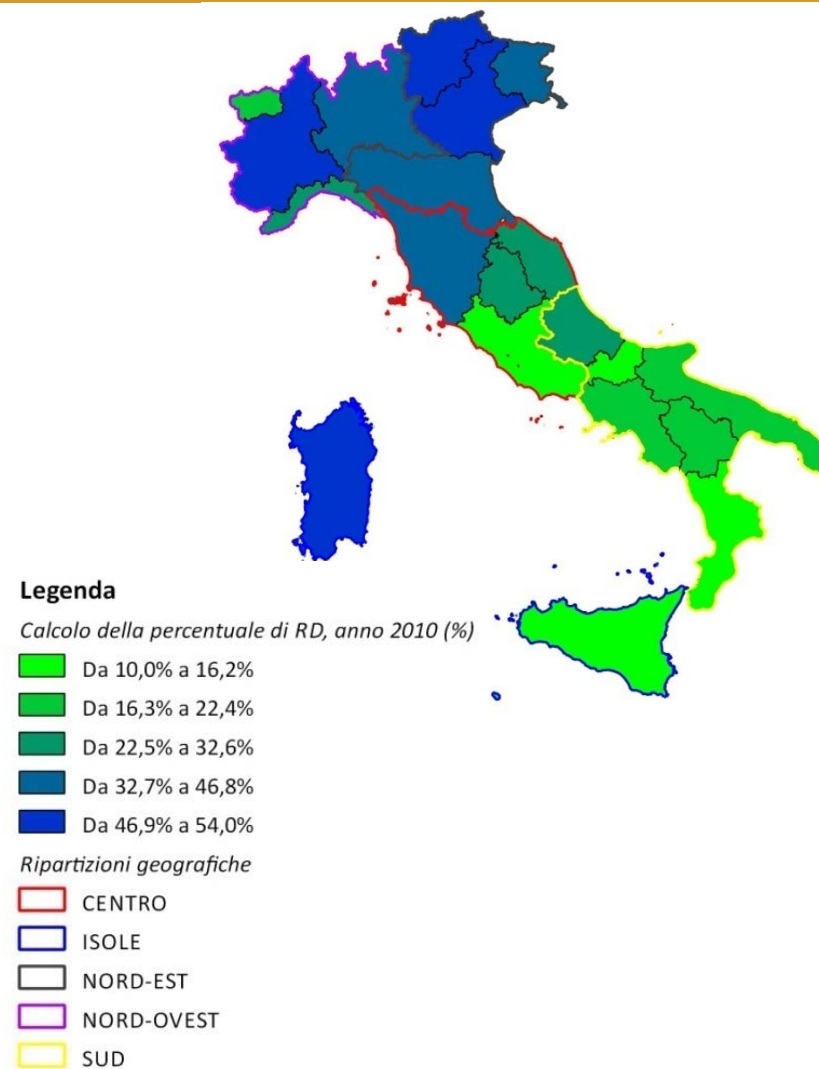 Legenda
Calcolo della percentuale di RD, anno 2010 (%)
Da 10,0% a 16,2%
Da 16,3% a 22,4%
Da 22,5% a 32,6%
Da 32,7% a 46,8%
Da 46,9% a 54,0%
Ripartizioni geografiche
CENTRO
ISOLE
NORD-EST
NORD-OVEST
SUD